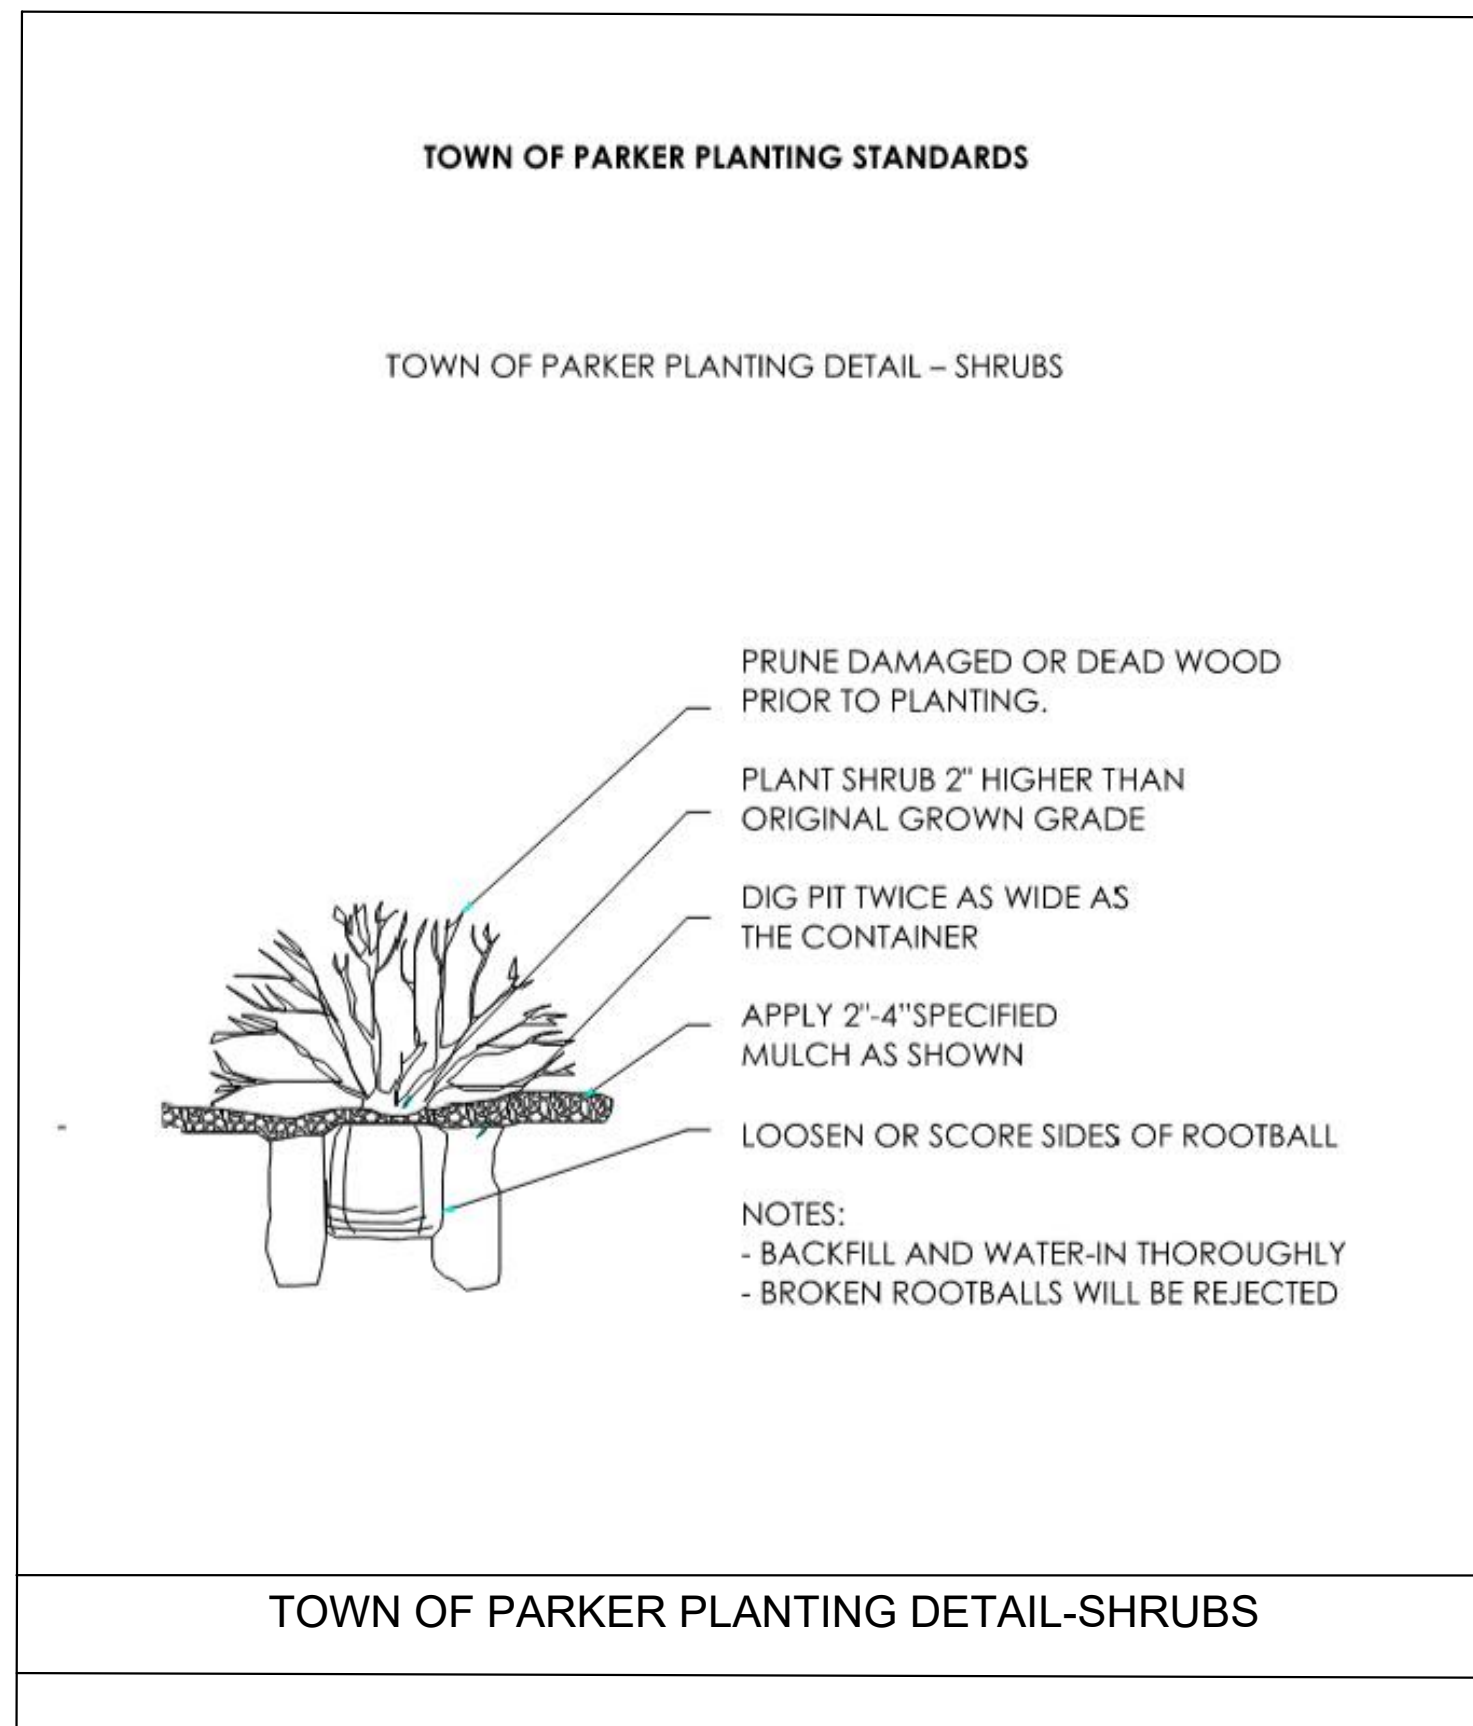 TOWN OF PARKER PLANTING STANDARDS
TOWN OF PARKER PLANTING DETAIL – SHRUBS
PRUNE DAMAGED OR DEAD WOOD
PRIOR TO PLANTING.
PLANT SHRUB 2" HIGHER THAN
ORIGINAL GROWN GRADE
DIG PIT TWICE AS WIDE AS
THE CONTAINER
APPLY 2"-4"SPECIFIED
MULCH AS SHOWN
LOOSEN OR SCORE SIDES OF ROOTBALL
NOTES:
- BACKFILL AND WATER-IN THOROUGHLY
- BROKEN ROOTBALLS WILL BE REJECTED
TOWN OF PARKER PLANTING DETAIL-SHRUBS